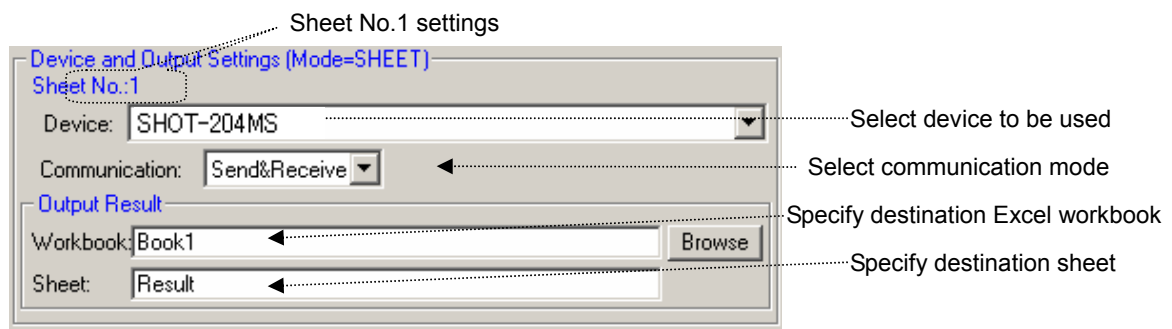 Sheet No.1 settings
Device and Output Settings (Mode=SHEET)
Sheet No.:1
Device: SHOT-204MS
Select device to be used
Communication: Send&Receive
Select communication mode
Output Result
Specify destination Excel workbook
Workbook: Book1 Browse
Specify destination sheet
Sheet: Result